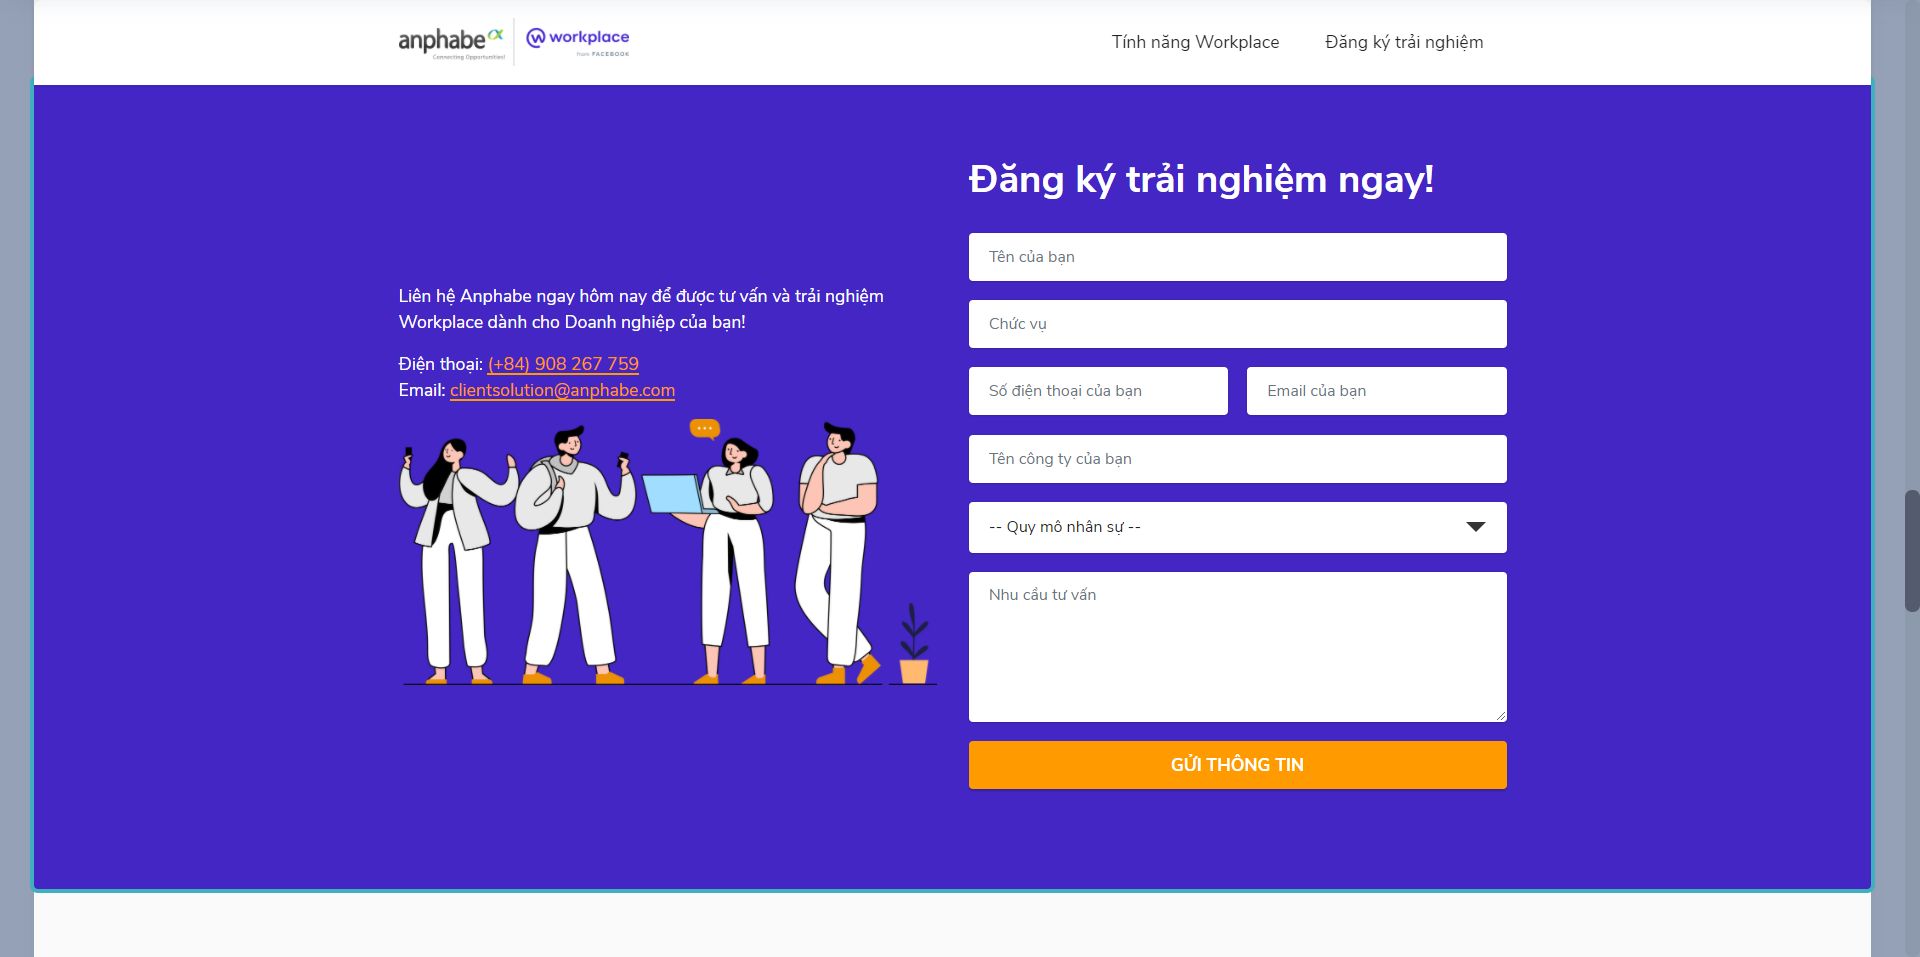 anphabe
Connecting Opportunities!
workplace
from FACEBOOK
Tính năng Workplace
Đăng ký trải nghiệm
Đăng ký trải nghiệm ngay!
Liên hệ Anphabe ngay hôm nay để được tư vấn và trải nghiệm
Workplace dành cho Doanh nghiệp của bạn!
Điện thoại: (+84) 908 267 759
Email: clientsolution@anphabe.com
Tên của bạn
Chức vụ
Số điện thoại của bạn
Email của bạn
Tên công ty của bạn
-- Quy mô nhân sự --
Nhu cầu tư vấn
GỬI THÔNG TIN